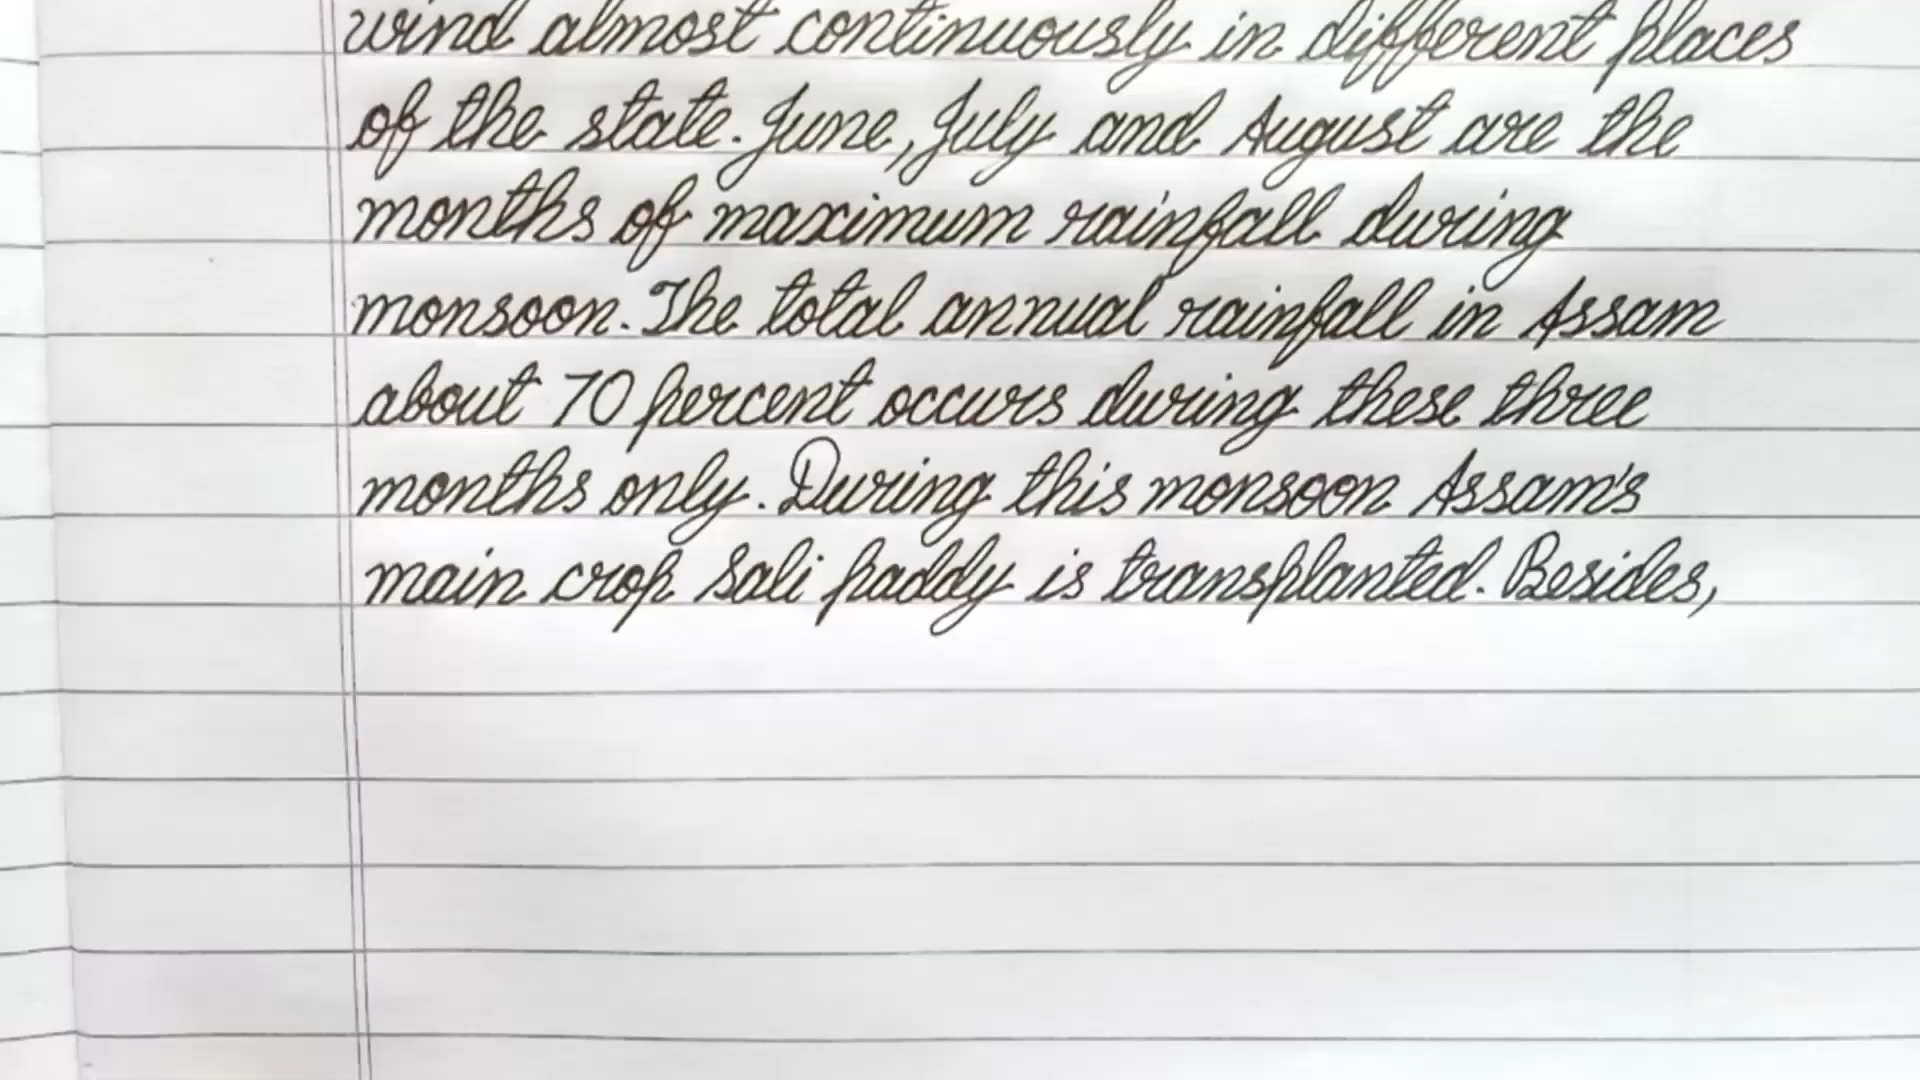 wind almost continuously in different places
of the state. June, July and August are the
months of maximum rainfall during
monsoon. The total annual rainfall in Assam
about 70 percent occurs during these three
months only. During this monsoon Assam's
main crop Sali paddy is transplanted. Besides,